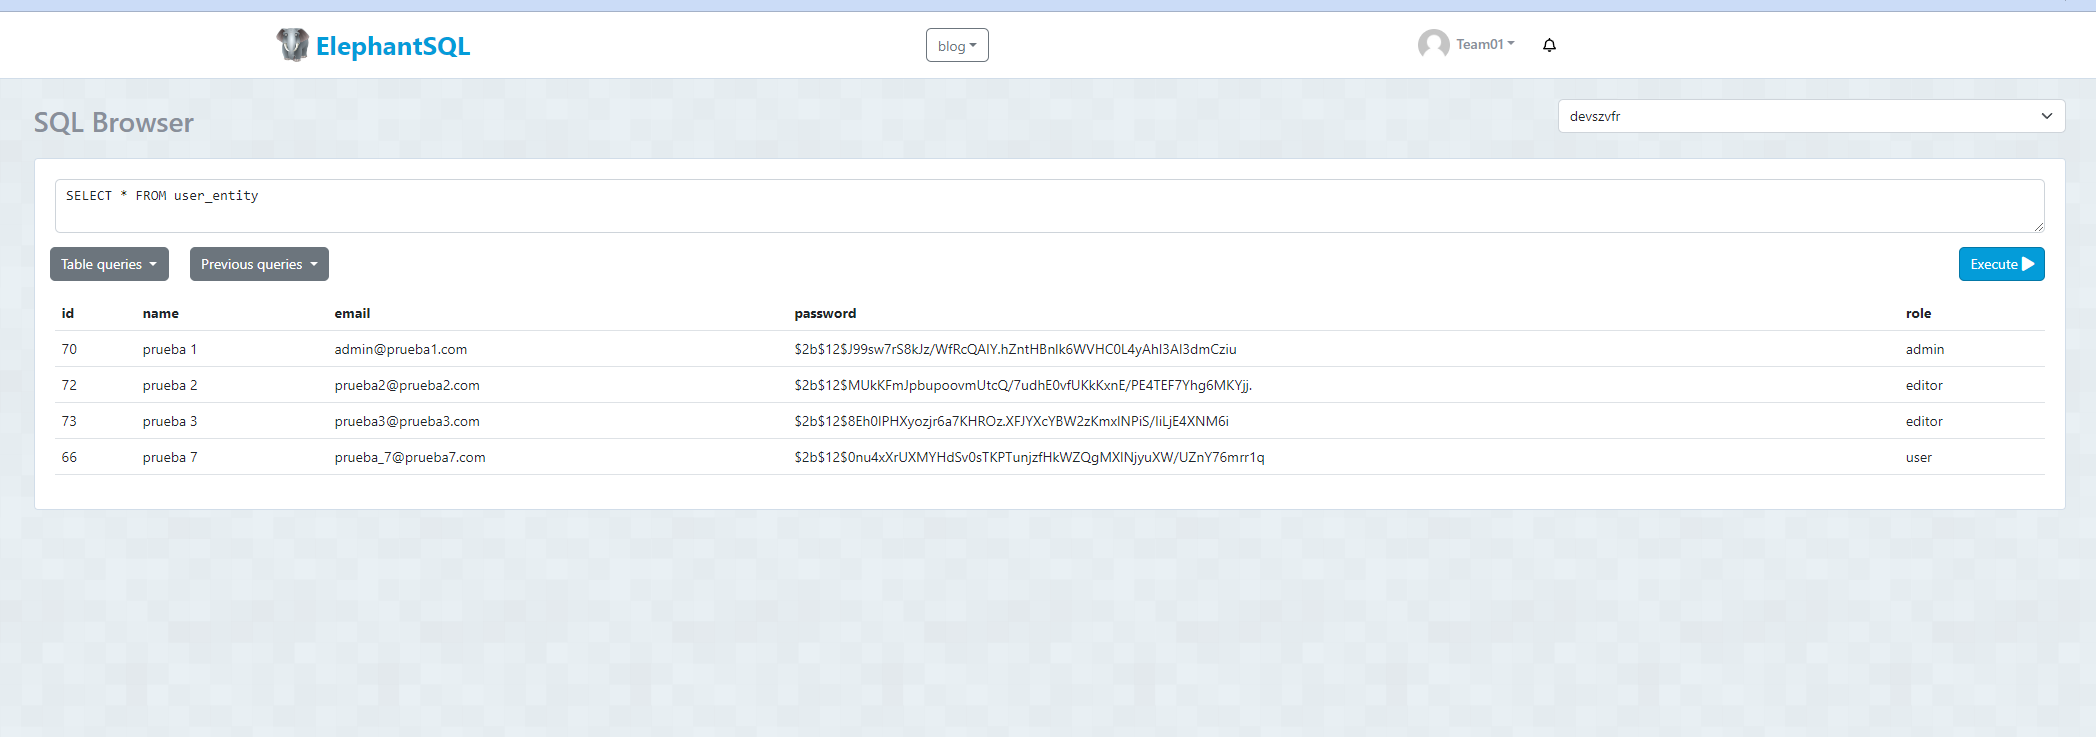 ElephantSQL blog Team01
SQL Browser devszvfr
SELECT * FROM user_entity
Table queries Previous queries Execute
id name email password role
70 prueba 1 admin@prueba1.com $2b$12$J99sw7rS8kJz/WfRcQAIY.hZntHBnlk6WVHC0L4yAhI3AI3dmCziu admin
72 prueba 2 prueba2@prueba2.com $2b$12$MUkKFmJpbupoovmUtcQ/7udhE0vfUKkKxnE/PE4TEF7Yhg6MKYjj. editor
73 prueba 3 prueba3@prueba3.com $2b$12$8Eh0IPHXyozjr6a7KHROz.XFJYXcYBW2zKmxINPiS/IiLjE4XNM6i editor
66 prueba 7 prueba_7@prueba7.com $2b$12$0nu4xXrUXMYHdSv0sTKPTunjzfHkWZQgMXlNjyuXW/UZnY76mrr1q user